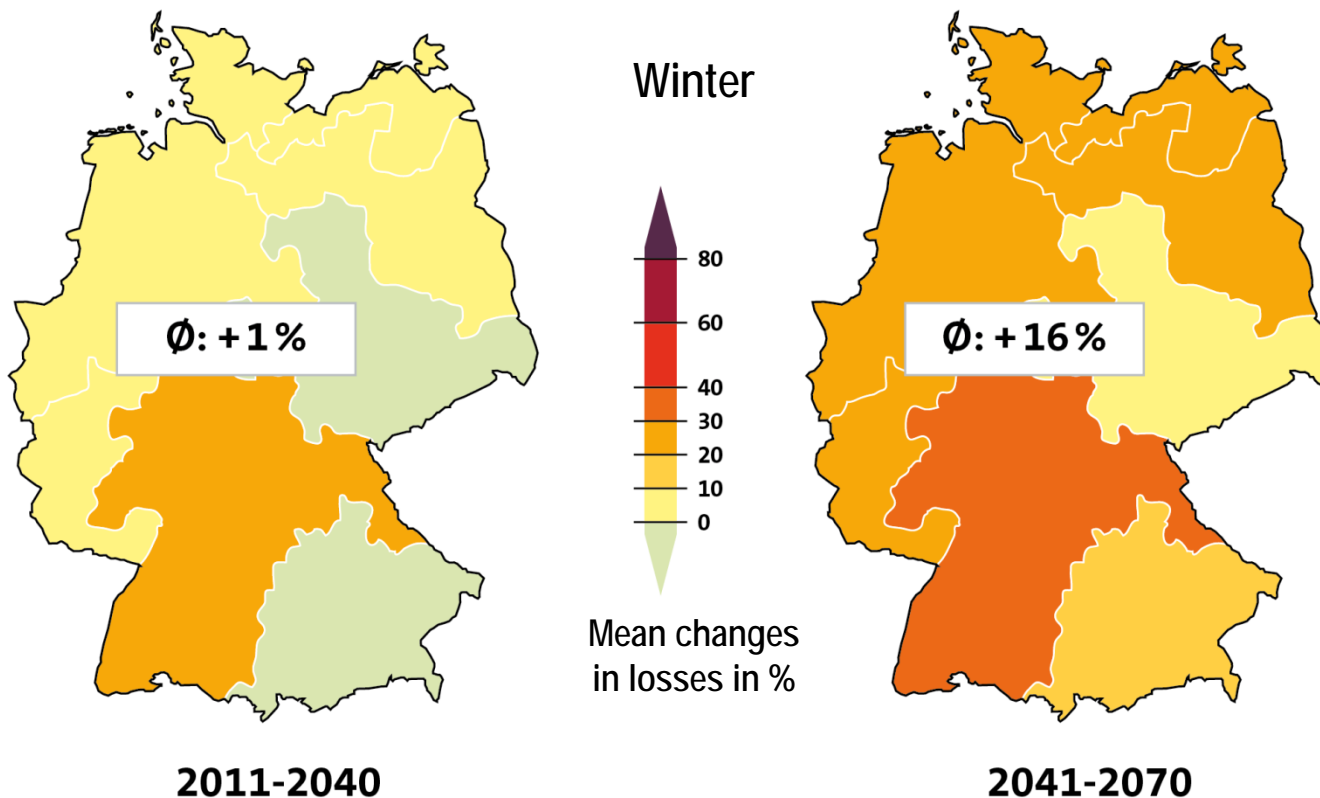 Winter
80
60
40
30
20
10
0
Ø: +1%
Ø: +16%
Mean changes
in losses in %
2011-2040
2041-2070